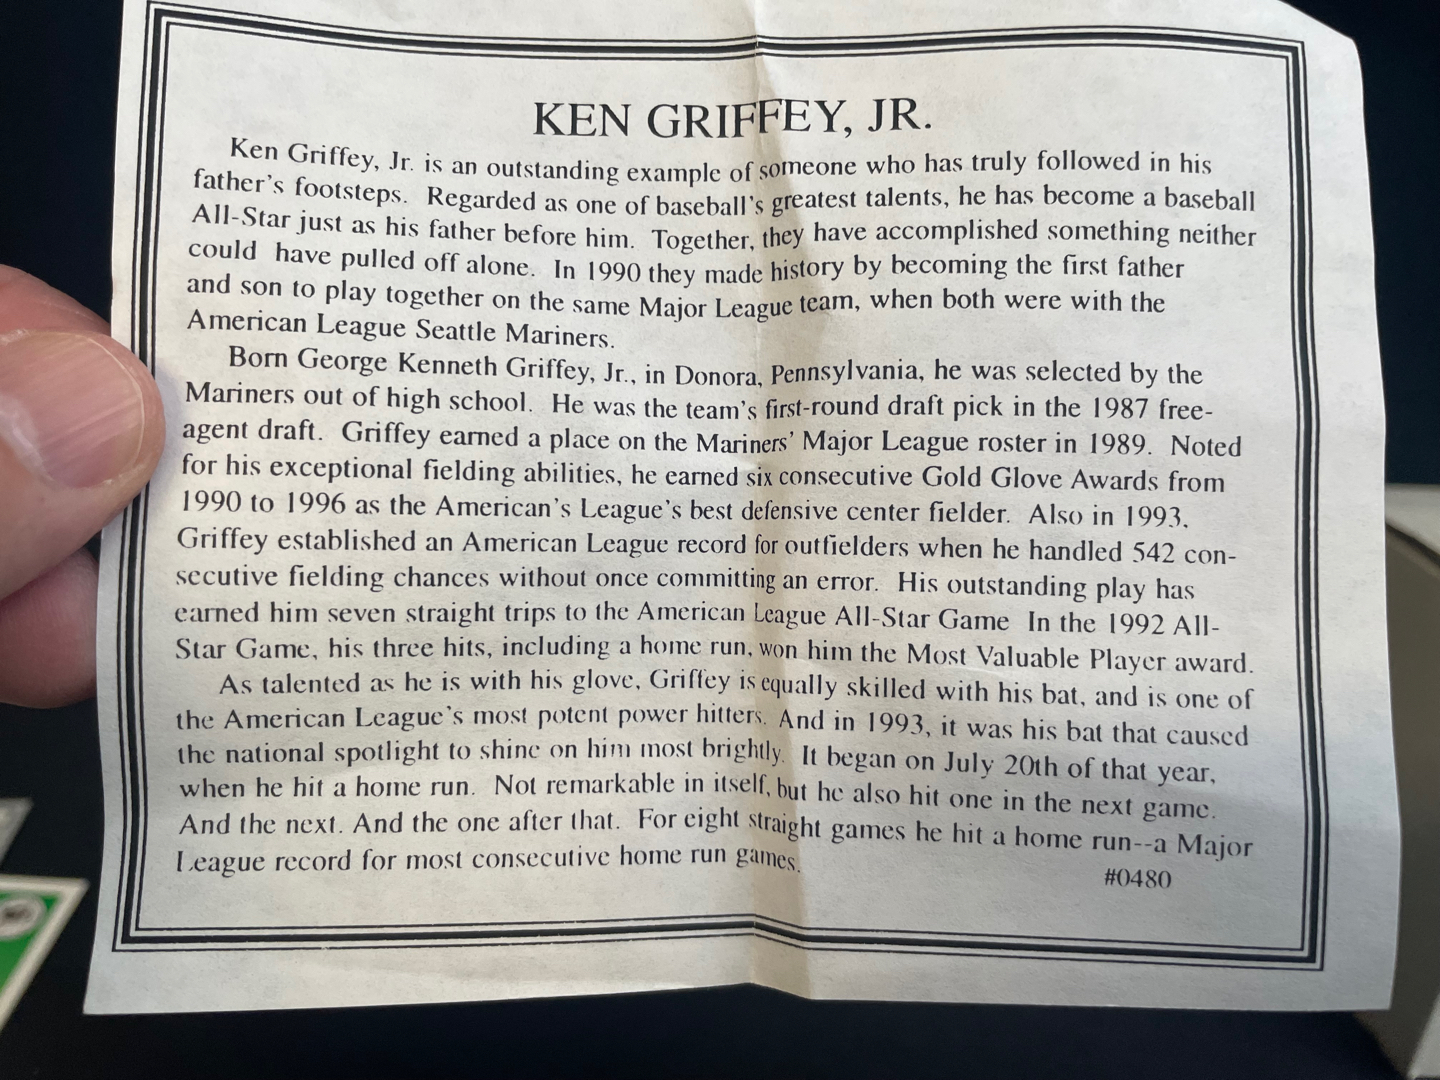 KEN GRIFFEY, JR.
Ken Griffey, Jr. is an outstanding example of someone who has truly followed in his
father's footsteps. Regarded as one of baseball's greatest talents, he has become a baseball
All-Star just as his father before him. Together, they have accomplished something neither
could have pulled off alone. In 1990 they made history by becoming the first father
and son to play together on the same Major League team, when both were with the
American League Seattle Mariners.
Born George Kenneth Griffey, Jr., in Donora, Pennsylvania, he was selected by the
Mariners out of high school. He was the team's first-round draft pick in the 1987 free-
agent draft. Griffey earned a place on the Mariners' Major League roster in 1989. Noted
for his exceptional fielding abilities, he earned six consecutive Gold Glove Awards from
1990 to 1996 as the American's League's best defensive center fielder. Also in 1993,
Griffey established an American League record for outfielders when he handled 542 con-
secutive fielding chances without once committing an error. His outstanding play has
earned him seven straight trips to the American League All-Star Game In the 1992 All-
Star Game, his three hits, including a home run, won him the Most Valuable Player award.
As talented as he is with his glove, Griffey is equally skilled with his bat, and is one of
the American League's most potent power hitters. And in 1993, it was his bat that caused
the national spotlight to shine on him most brightly. It began on July 20th of that year,
when he hit a home run. Not remarkable in itself, but he also hit one in the next game.
And the next. And the one after that. For eight straight games he hit a home run--a Major
League record for most consecutive home run games.
#0480